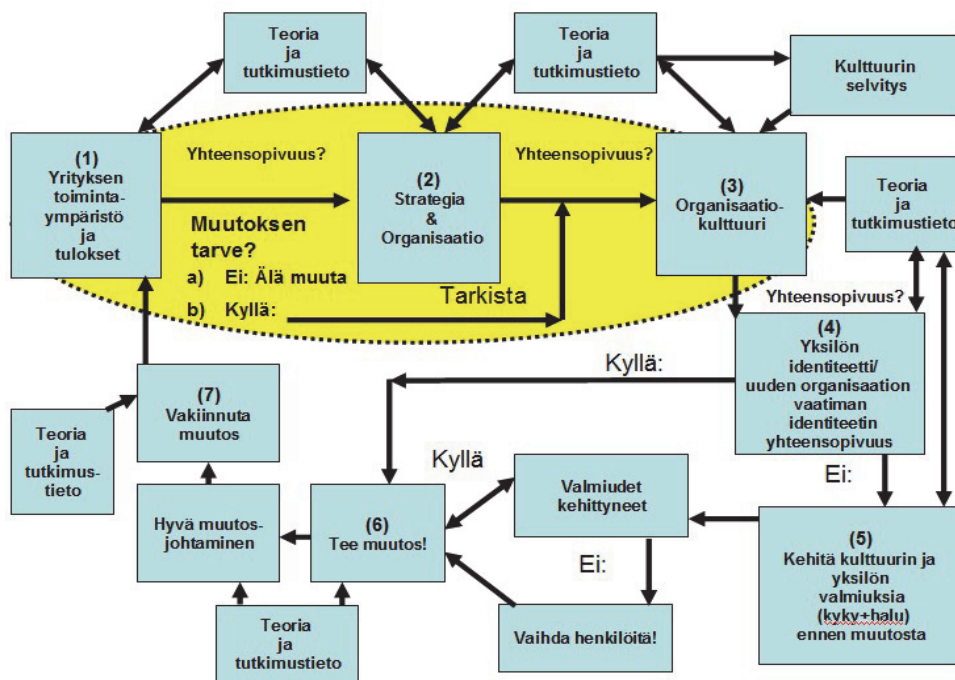 Teoria
ja
tutkimustieto
Teoria
ja
tutkimustieto
Kulttuurin
selvitys
(1)
Yrityksen
toiminta-
ympäristö
ja
tulokset
Yhteensopivuus?
(2)
Strategia
&
Organisaatio
Yhteensopivuus?
(3)
Organisaatio-
kulttuuri
Teoria
ja
tutkimustieto
Muutoksen
tarve?
a) Ei: Älä muuta
b) Kyllä:
Tarkista
Yhteensopivuus?
(4)
Yksilön
identiteetti/
uuden organisaation
vaatiman
identiteetin
yhteensopivuus
Kyllä:
Ei:
(7)
Vakiinnuta
muutos
Teoria
ja
tutkimus-
tieto
Kyllä
Valmiudet
kehittyneet
Hyvä muutos-
johtaminen
(6)
Tee muutos!
Ei:
(5)
Kehitä kulttuurin ja
yksilön
valmiuksia
(kyky+halu)
ennen muutosta
Teoria
ja
tutkimustieto
Vaihda henkilöitä!